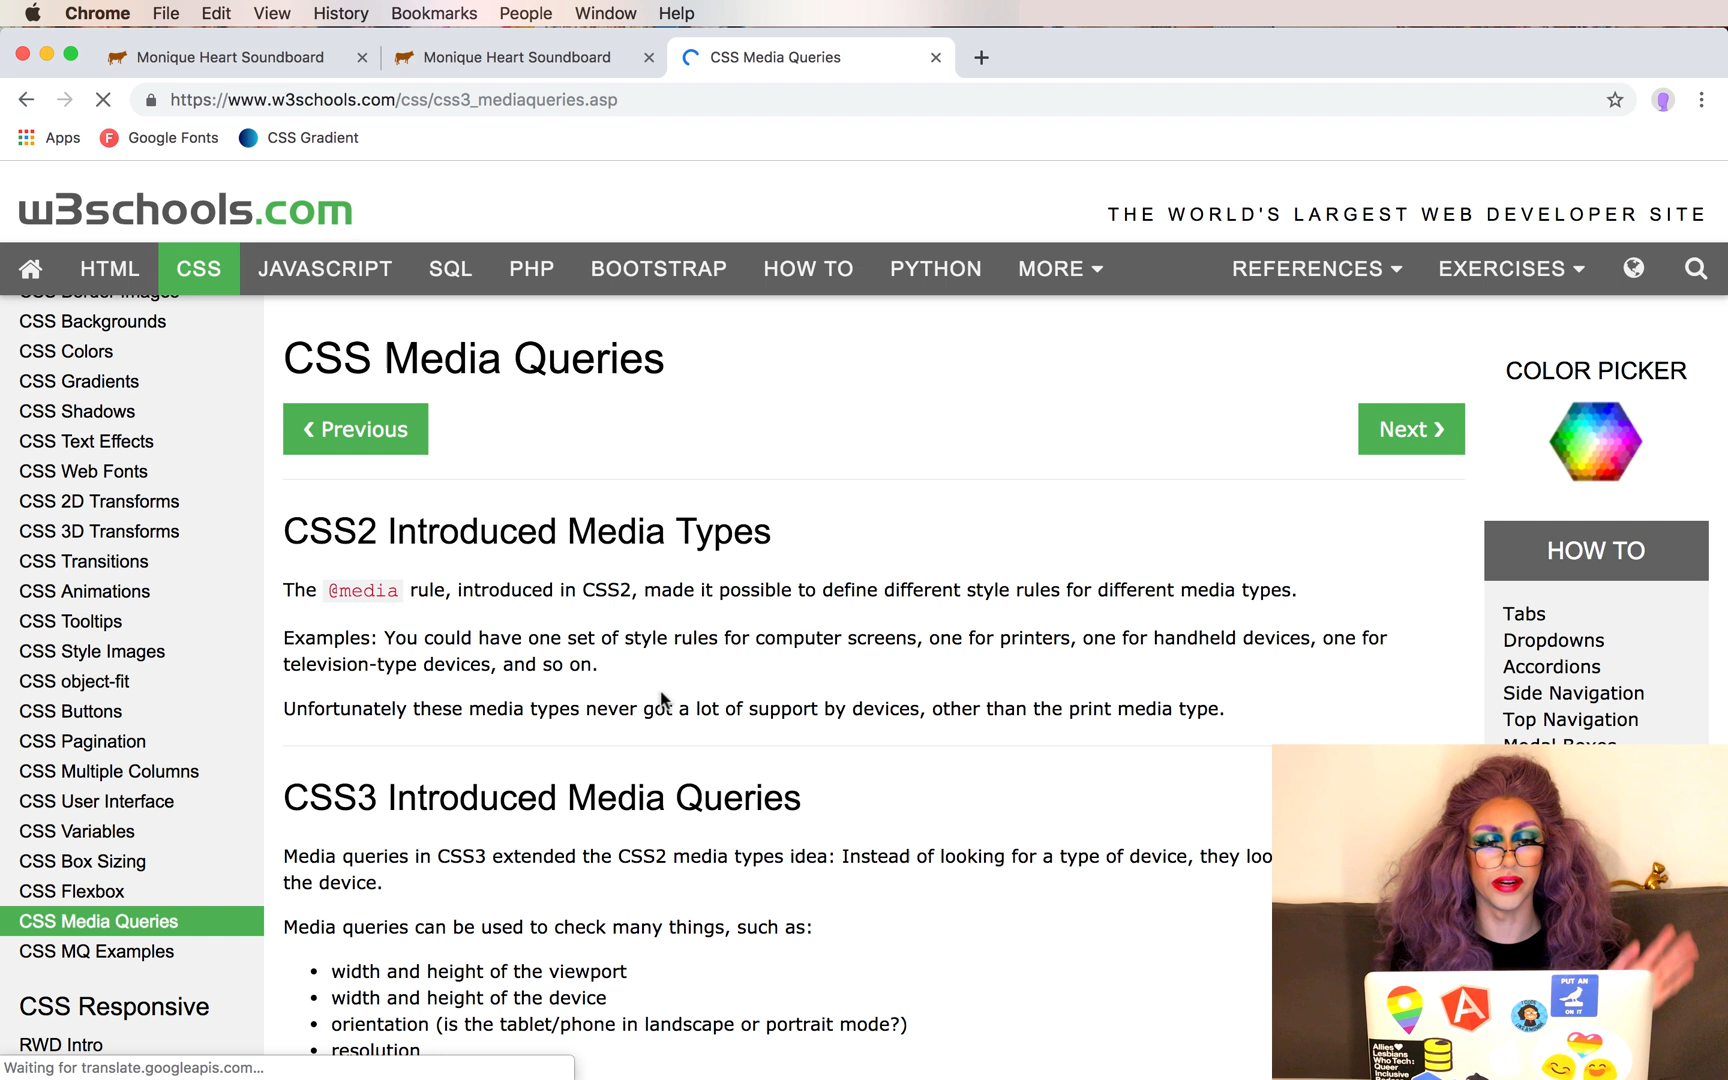 Chrome File Edit View History Bookmarks People Window Help
Monique Heart Soundboard Monique Heart Soundboard CSS Media Queries
https://www.w3schools.com/css/css3_mediaqueries.asp
Apps Google Fonts CSS Gradient
w3schools.com
THE WORLD'S LARGEST WEB DEVELOPER SITE
HTML CSS JAVASCRIPT SQL PHP BOOTSTRAP HOW TO PYTHON MORE REFERENCES EXERCISES
CSS Border Images
CSS Backgrounds
CSS Colors
CSS Gradients
CSS Shadows
CSS Text Effects
CSS Web Fonts
CSS 2D Transforms
CSS 3D Transforms
CSS Transitions
CSS Animations
CSS Tooltips
CSS Style Images
CSS object-fit
CSS Buttons
CSS Pagination
CSS Multiple Columns
CSS User Interface
CSS Variables
CSS Box Sizing
CSS Flexbox
CSS Media Queries
CSS MQ Examples
CSS Responsive
RWD Intro
Waiting for translate.googleapis.com...
CSS Media Queries
❮ Previous
Next ❯
CSS2 Introduced Media Types
The @media rule, introduced in CSS2, made it possible to define different style rules for different media types.
Examples: You could have one set of style rules for computer screens, one for printers, one for handheld devices, one for
television-type devices, and so on.
Unfortunately these media types never got a lot of support by devices, other than the print media type.
CSS3 Introduced Media Queries
Media queries in CSS3 extended the CSS2 media types idea: Instead of looking for a type of device, they loo
the device.
Media queries can be used to check many things, such as:
• width and height of the viewport
• width and height of the device
• orientation (is the tablet/phone in landscape or portrait mode?)
• resolution
COLOR PICKER
HOW TO
Tabs
Dropdowns
Accordions
Side Navigation
Top Navigation
Modal Boxes
PUT AN
ON IT
A
Allies
Lesbians
Who Tech:
Queer
Inclusive